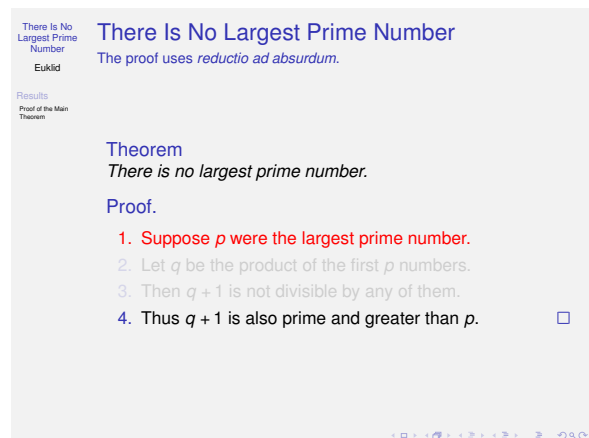 There Is No
Largest Prime
Number
Euklid
Results
Proof of the Main
Theorem
There Is No Largest Prime Number
The proof uses reductio ad absurdum.
Theorem
There is no largest prime number.
Proof.
1. Suppose p were the largest prime number.
2. Let q be the product of the first p numbers.
3. Then q + 1 is not divisible by any of them.
4. Thus q + 1 is also prime and greater than p.